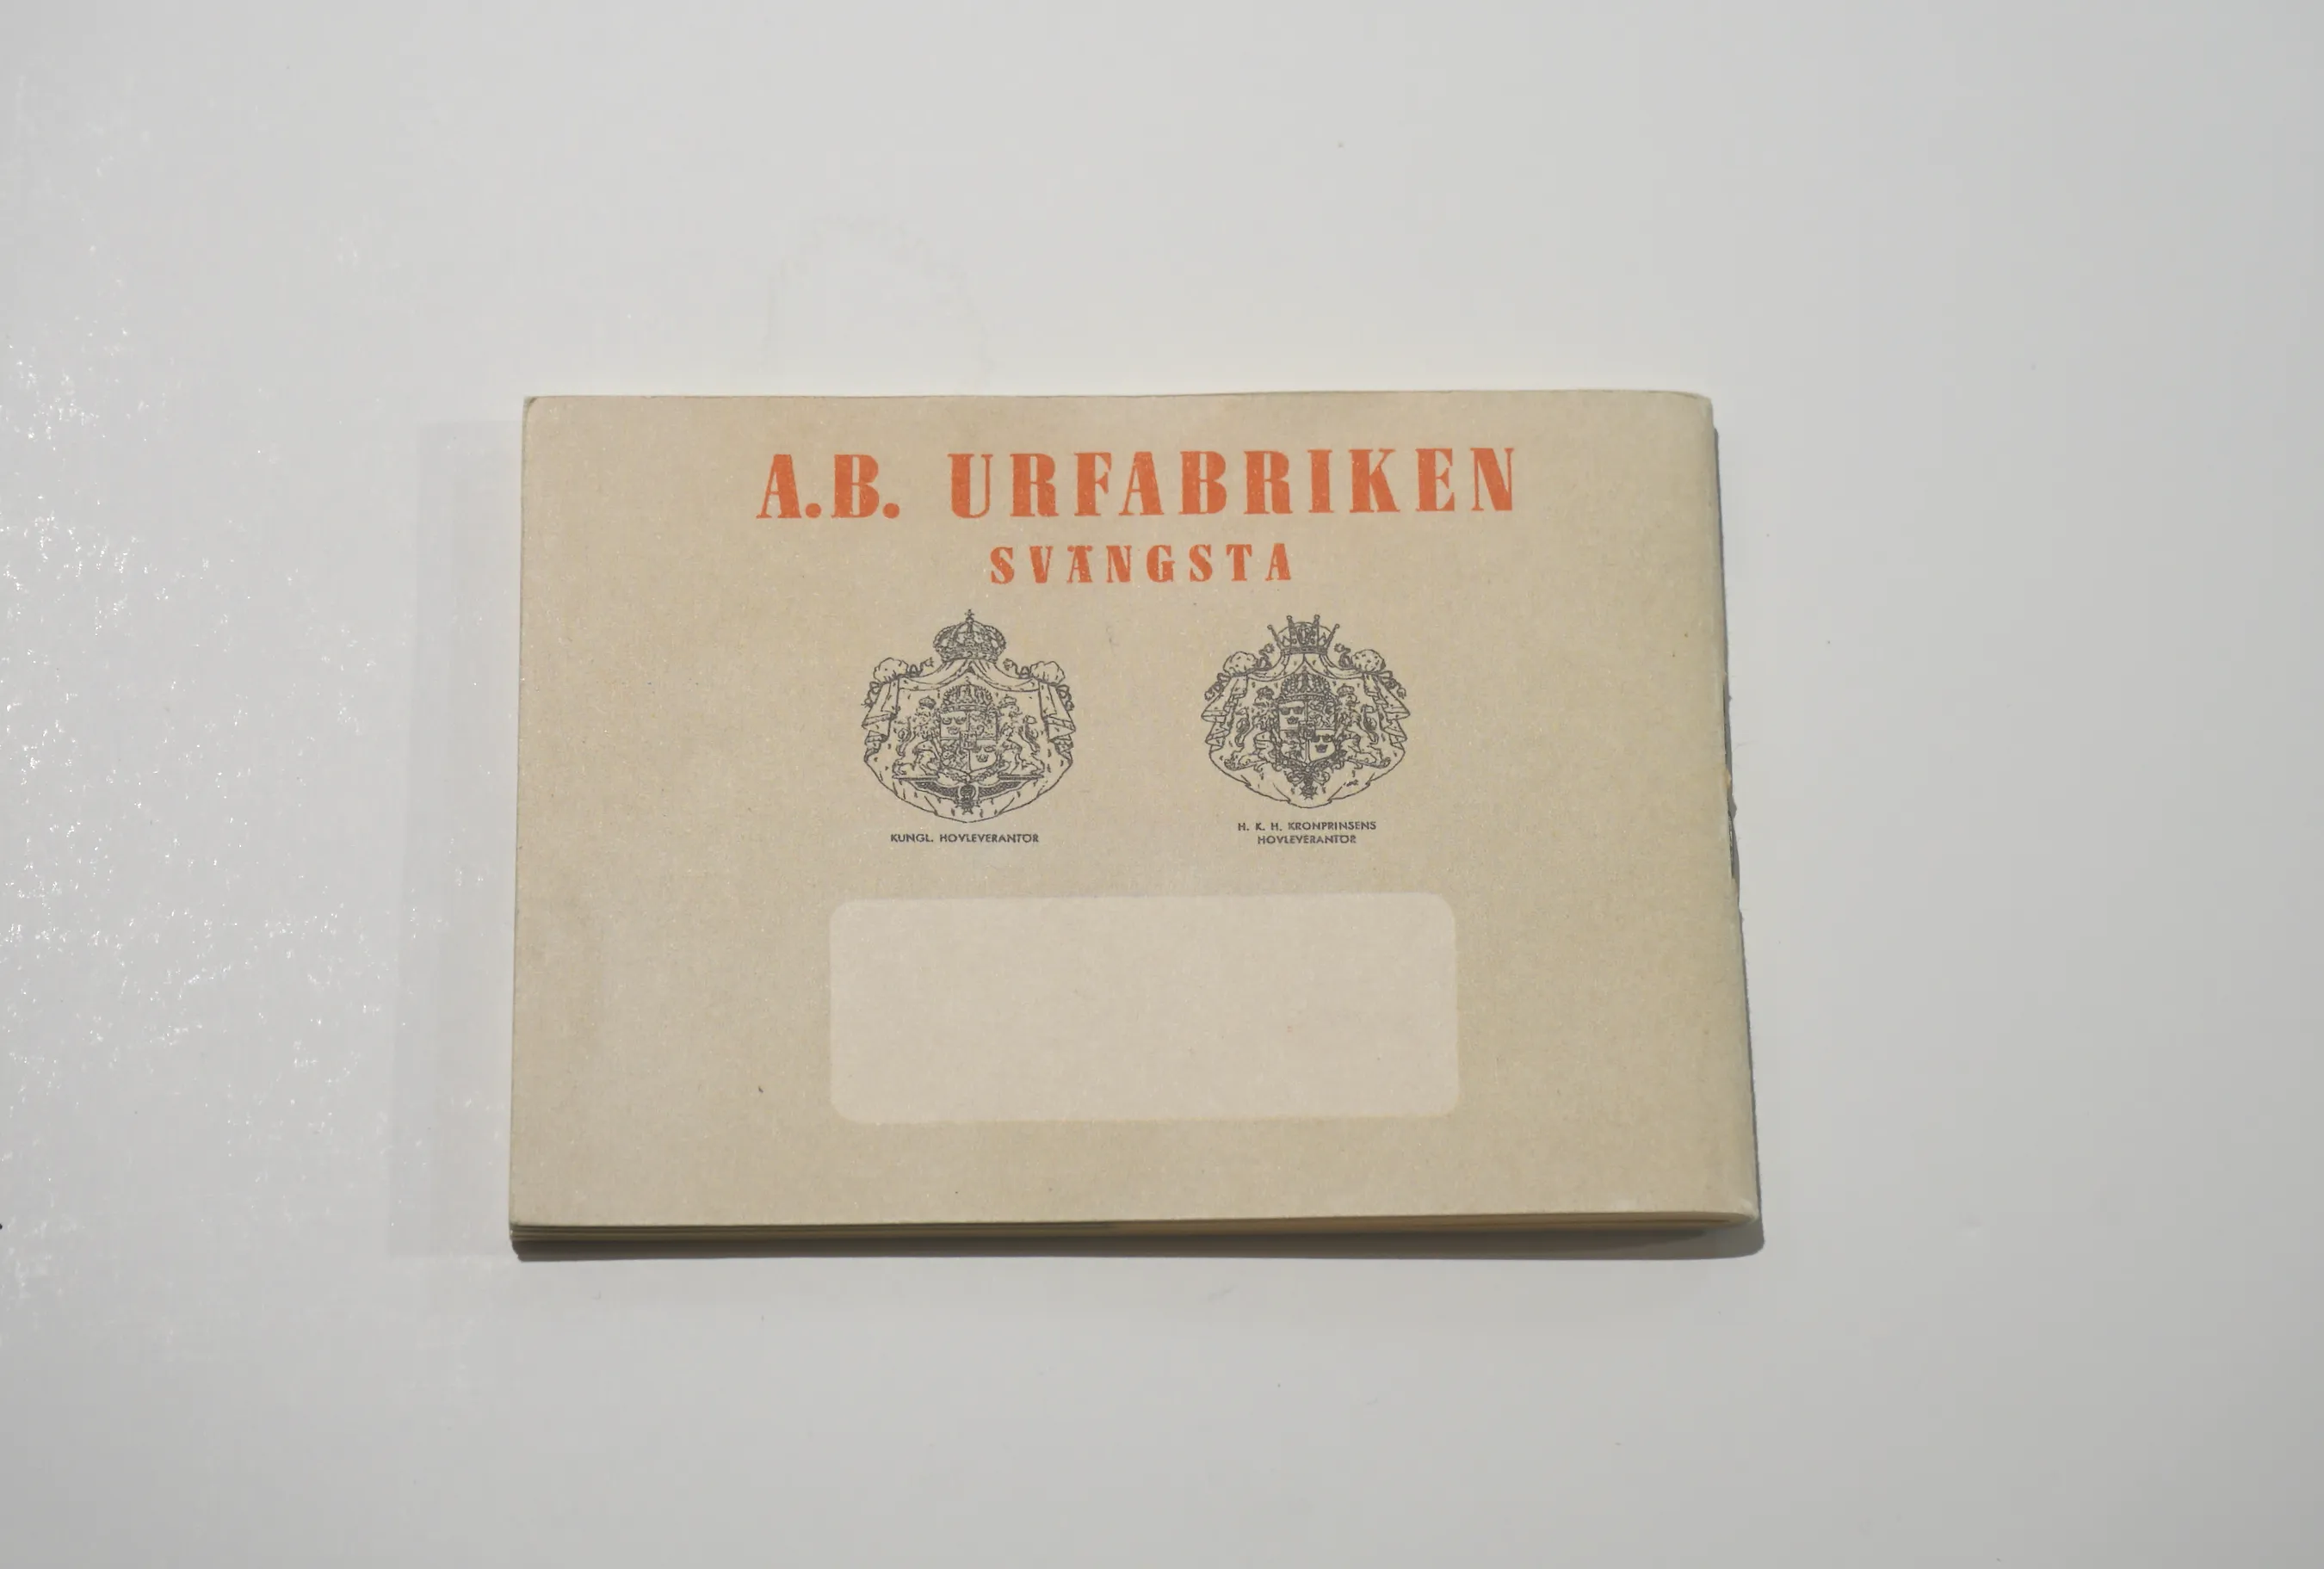 A.B. URFABRIKEN
SVÄNGSTA
KUNGL. HOVLEVERANTÖR
H. K. H. KRONPRINSENS
HOVLEVERANTÖR